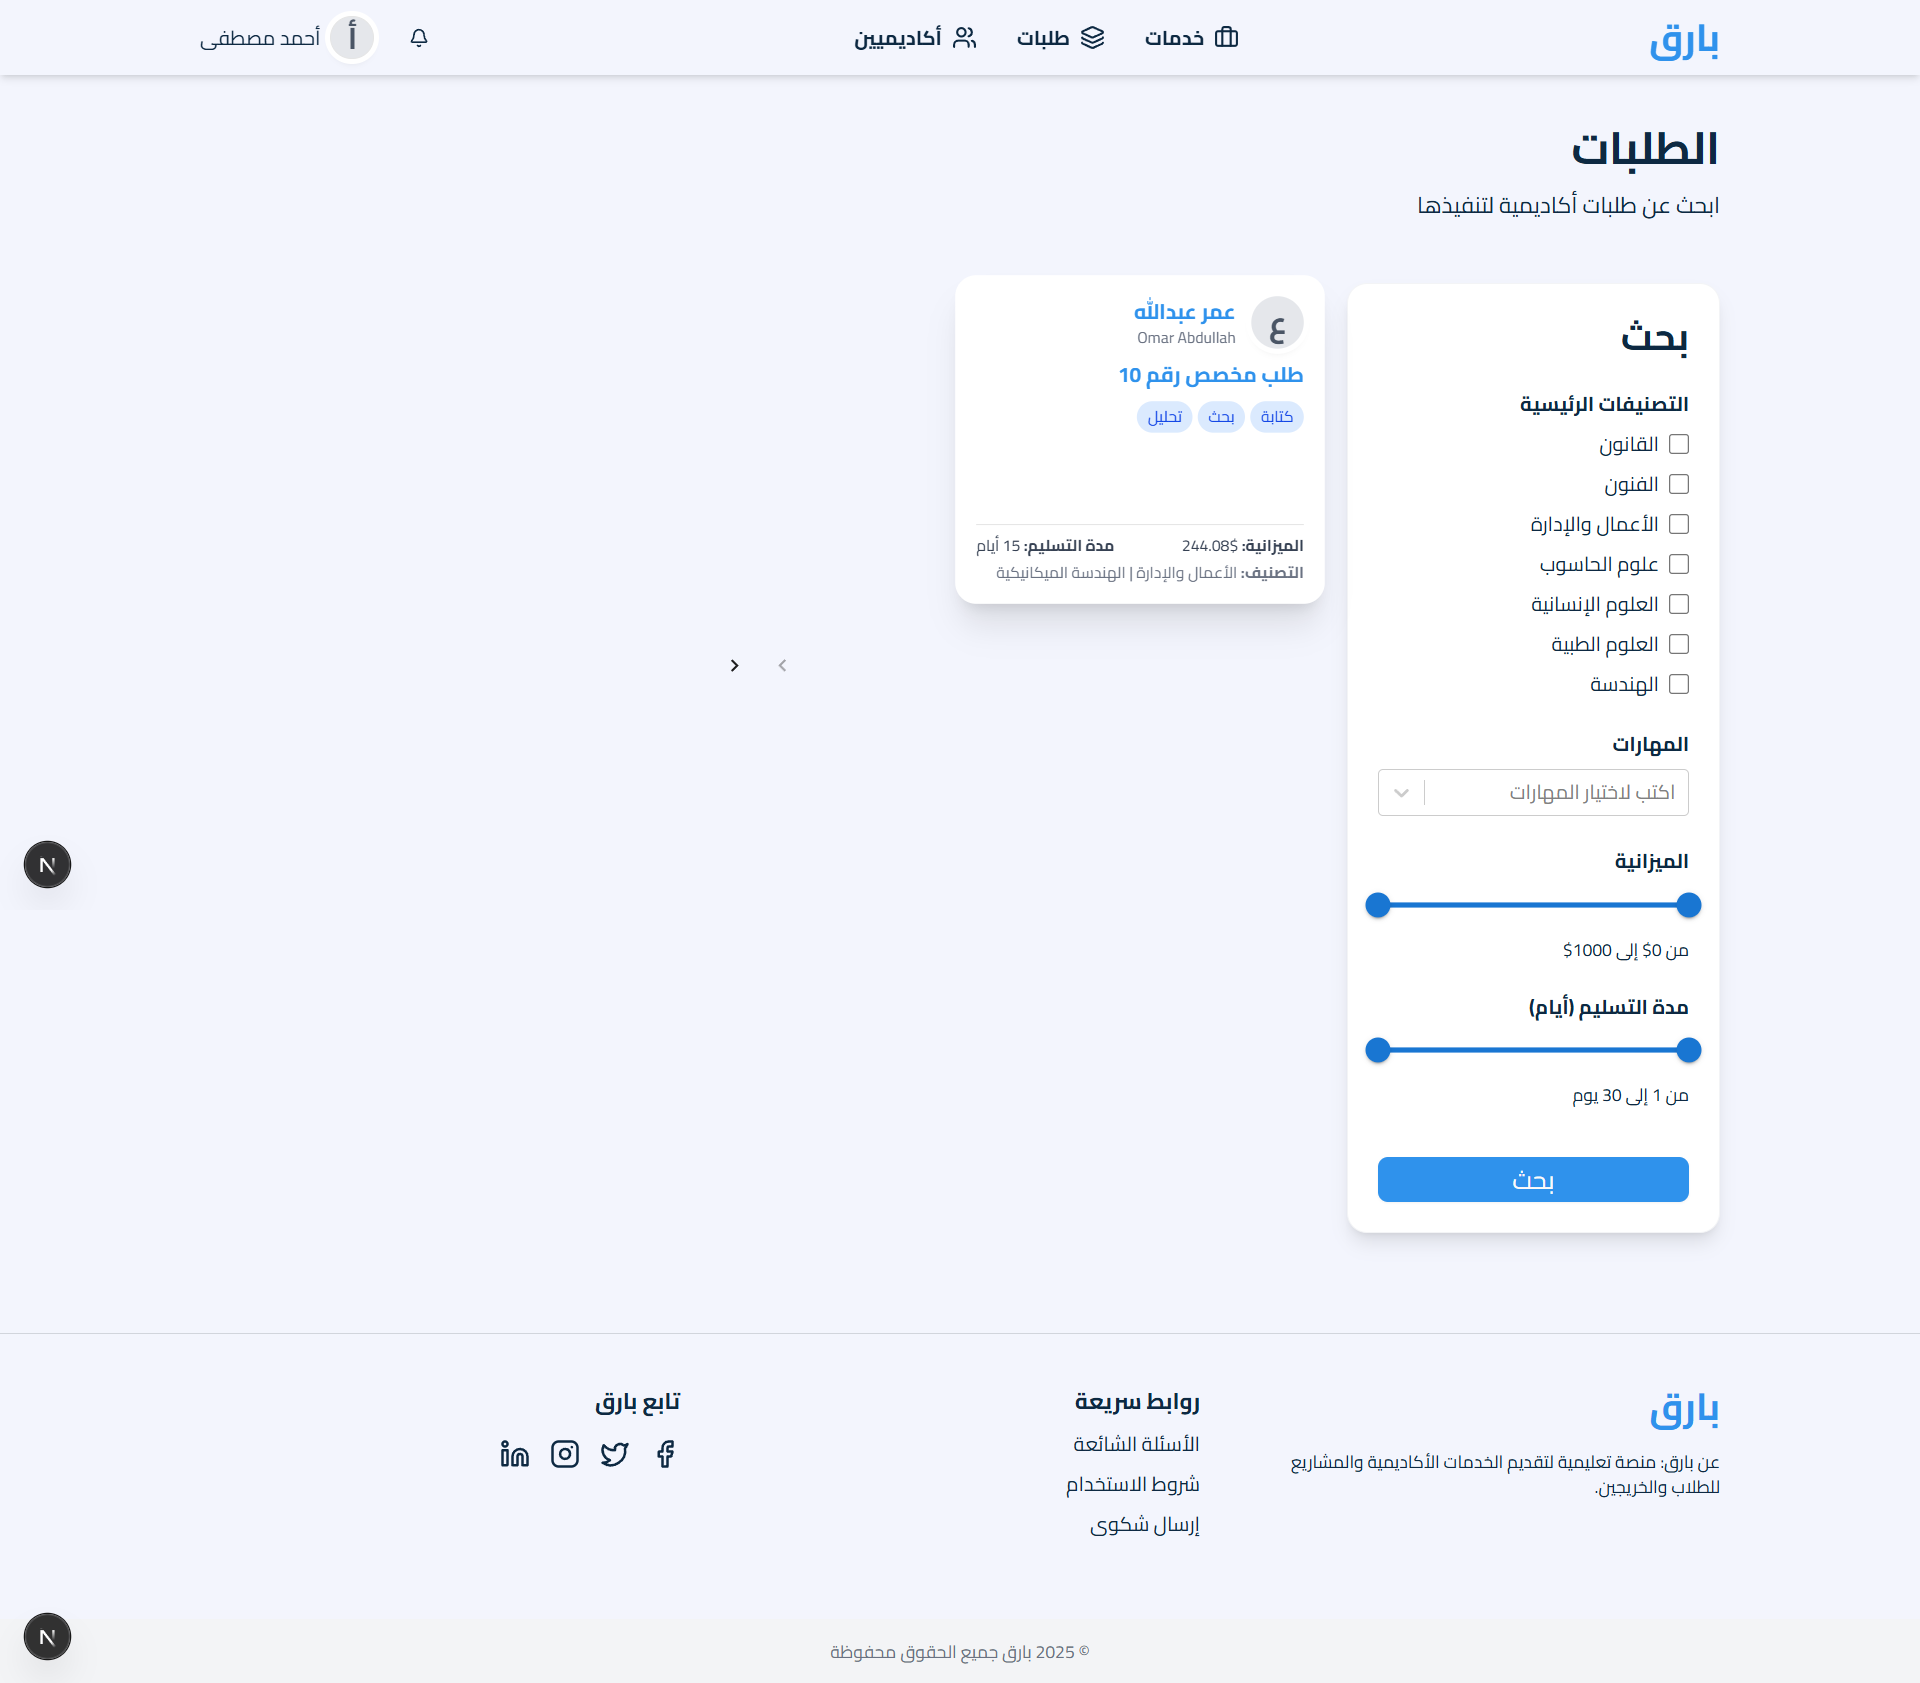 بارق
خدمات
طلبات
أكاديميين
أ
أحمد مصطفى
الطلبات
ابحث عن طلبات أكاديمية لتنفيذها
بحث
التصنيفات الرئيسية
القانون
الفنون
الأعمال والإدارة
علوم الحاسوب
العلوم الإنسانية
العلوم الطبية
الهندسة
المهارات
اكتب لاختيار المهارات
الميزانية
من 0$ إلى 1000$
مدة التسليم (أيام)
من 1 إلى 30 يوم
بحث
ع
عمر عبدالله
Omar Abdullah
طلب مخصص رقم 10
كتابة
بحث
تحليل
الميزانية: $244.08
مدة التسليم: 15 أيام
التصنيف: الأعمال والإدارة | الهندسة الميكانيكية
N
بارق
عن بارق: منصة تعليمية لتقديم الخدمات الأكاديمية والمشاريع
للطلاب والخريجين.
روابط سريعة
الأسئلة الشائعة
شروط الاستخدام
إرسال شكوى
تابع بارق
N
© 2025 بارق جميع الحقوق محفوظة